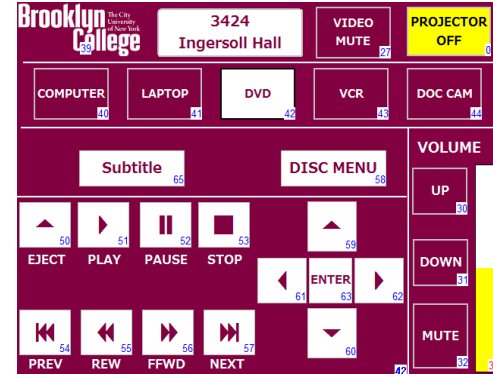 Brooklyn
The City
University
of New York
College
39
3424
Ingersoll Hall
VIDEO
MUTE
27
PROJECTOR
OFF
0
COMPUTER
40
LAPTOP
41
DVD
42
VCR
43
DOC CAM
44
Subtitle
65
DISC MENU
58
VOLUME
UP
30
DOWN
31
MUTE
32
50
51
52
53
EJECT
PLAY
PAUSE
STOP
59
61
ENTER
63
62
60
54
55
56
57
PREV
REW
FFWD
NEXT
42
3